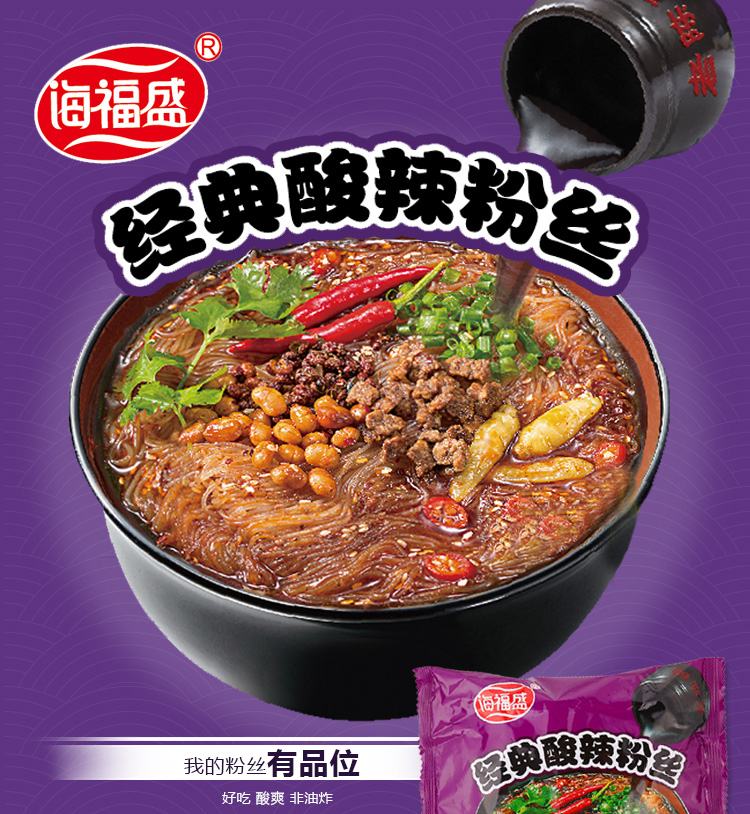 海福盛®
陈
经典酸辣粉丝
海福盛
经典酸辣粉丝
我的粉丝有品位
好吃 酸爽 非油炸